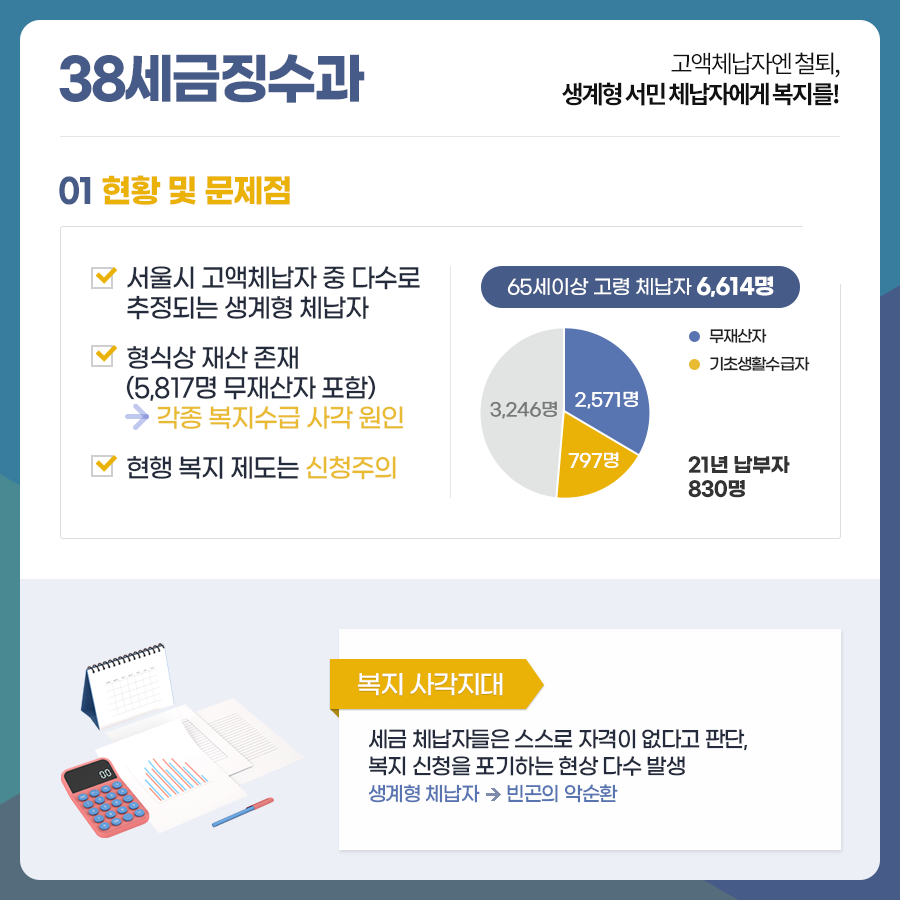 38세금징수과
고액체납자엔 철퇴,
생계형 서민 체납자에게 복지를!
01 현황 및 문제점
서울시 고액체납자 중 다수로
추정되는 생계형 체납자
형식상 재산 존재
(5,817명 무재산자 포함)
→ 각종 복지수급 사각 원인
현행 복지 제도는 신청주의
65세이상 고령 체납자 6,614명
무재산자
기초생활수급자
3,246명
2,571명
797명
21년 납부자
830명
00
복지 사각지대
세금 체납자들은 스스로 자격이 없다고 판단,
복지 신청을 포기하는 현상 다수 발생
생계형 체납자 → 빈곤의 악순환